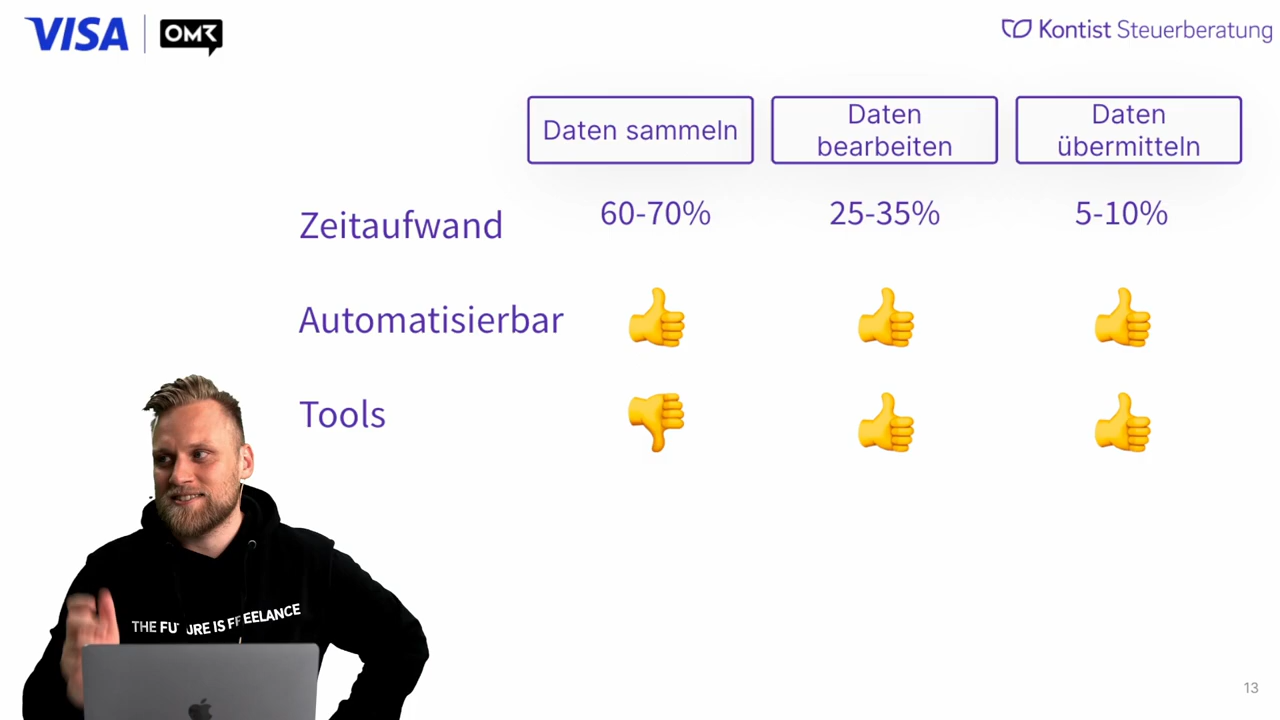 VISA
OMR
Kontist Steuerberatung
Daten sammeln
Daten
bearbeiten
Daten
übermitteln
Zeitaufwand
60-70%
25-35%
5-10%
Automatisierbar
Tools
THE FUTURE IS FREELANCE
13